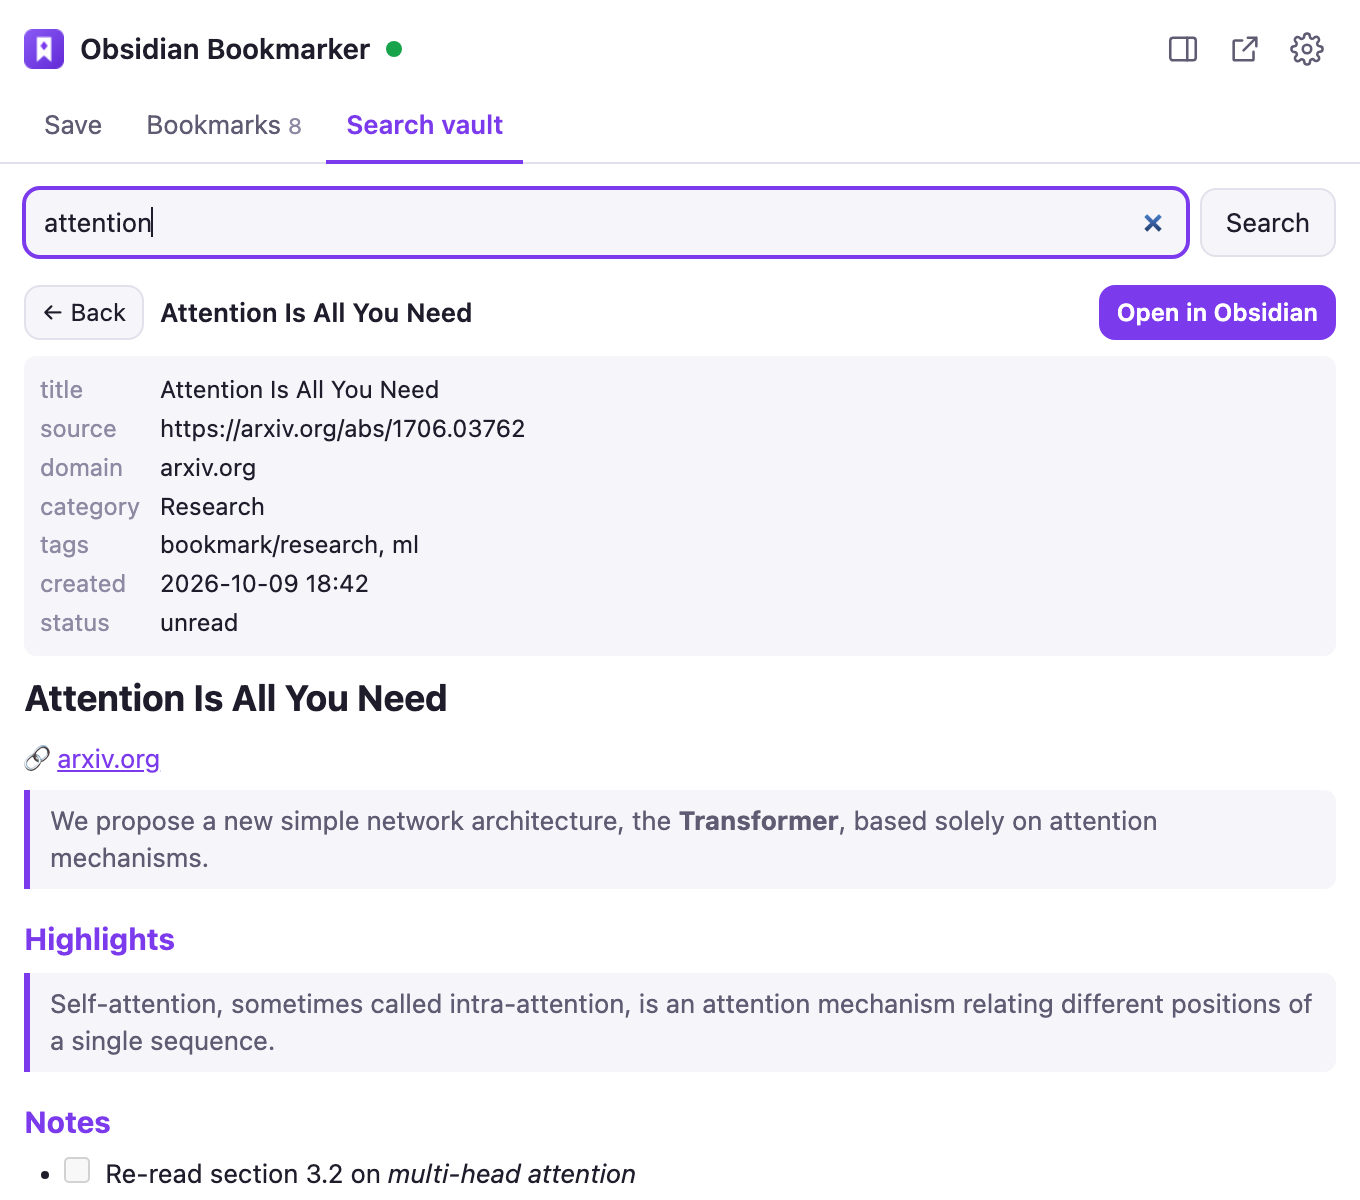 Obsidian Bookmarker
Save
Bookmarks 8
Search vault
attention
Search
← Back
Attention Is All You Need
Open in Obsidian
title Attention Is All You Need
source https://arxiv.org/abs/1706.03762
domain arxiv.org
category Research
tags bookmark/research, ml
created 2026-10-09 18:42
status unread
Attention Is All You Need
🔗 arxiv.org
We propose a new simple network architecture, the Transformer, based solely on attention
mechanisms.
Highlights
Self-attention, sometimes called intra-attention, is an attention mechanism relating different positions of
a single sequence.
Notes
• Re-read section 3.2 on multi-head attention